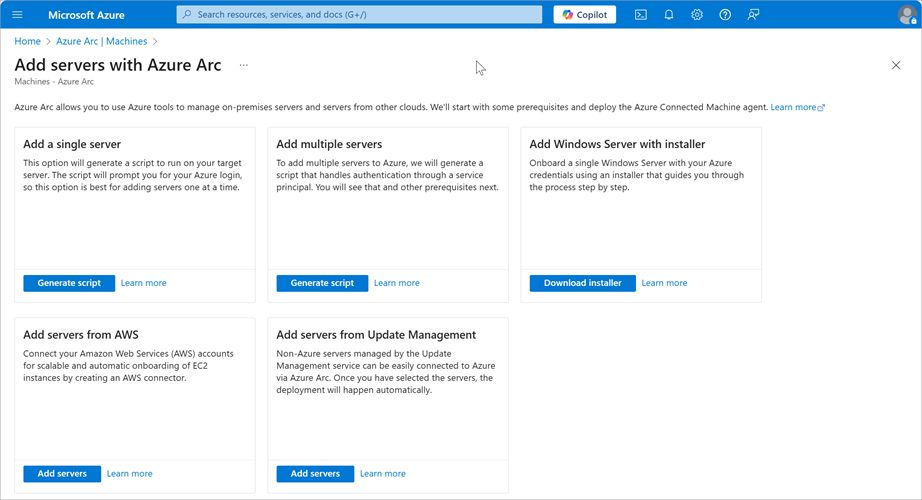 Microsoft Azure
Search resources, services, and docs (G+/)
Copilot
Home > Azure Arc | Machines >
Add servers with Azure Arc ...
Machines - Azure Arc
Azure Arc allows you to use Azure tools to manage on-premises servers and servers from other clouds. We'll start with some prerequisites and deploy the Azure Connected Machine agent. Learn more
Add a single server
This option will generate a script to run on your target
server. The script will prompt you for your Azure login,
so this option is best for adding servers one at a time.
Generate script Learn more
Add multiple servers
To add multiple servers to Azure, we will generate a
script that handles authentication through a service
principal. You will see that and other prerequisites next.
Generate script Learn more
Add Windows Server with installer
Onboard a single Windows Server with your Azure
credentials using an installer that guides you through
the process step by step.
Download installer Learn more
Add servers from AWS
Connect your Amazon Web Services (AWS) accounts
for scalable and automatic onboarding of EC2
instances by creating an AWS connector.
Add servers Learn more
Add servers from Update Management
Non-Azure servers managed by the Update
Management service can be easily connected to Azure
via Azure Arc. Once you have selected the servers, the
deployment will happen automatically.
Add servers Learn more